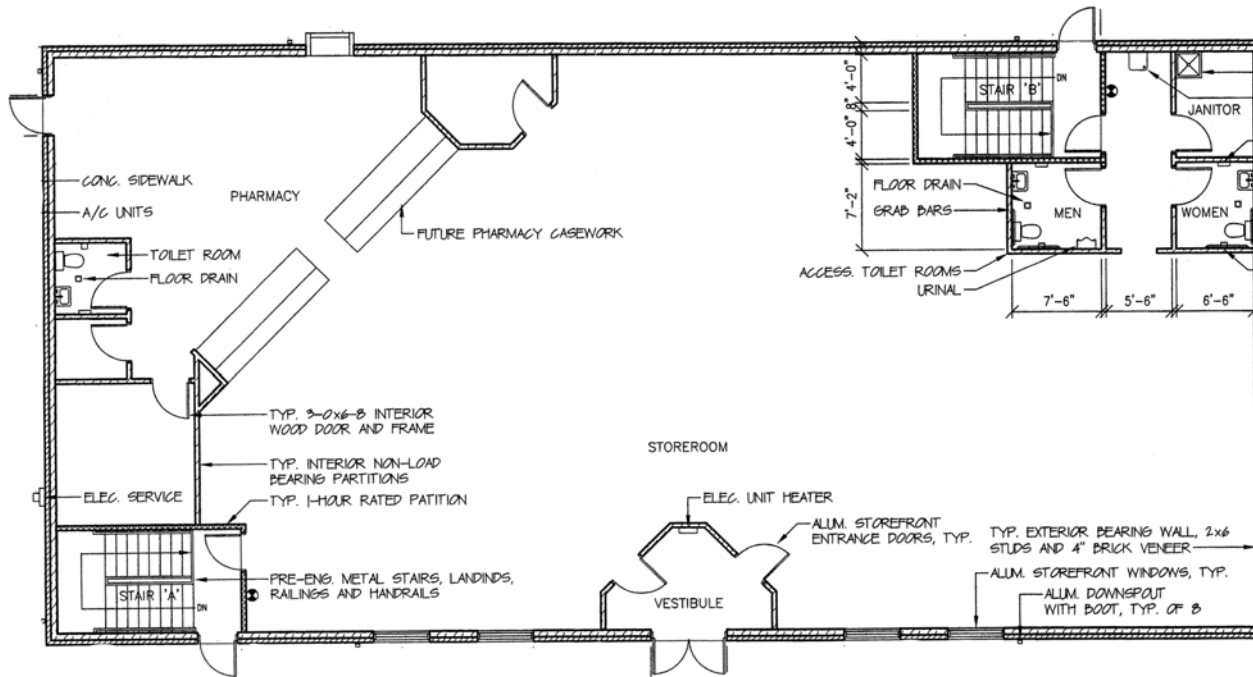 4'-0"
8"
4'-0"
7'-2"
STAIR 'B'
DN
JANITOR
CONC. SIDEWALK
A/C UNITS
PHARMACY
FLOOR DRAIN
GRAB BARS
MEN
WOMEN
FUTURE PHARMACY CASEWORK
TOILET ROOM
FLOOR DRAIN
ACCESS. TOILET ROOMS
URINAL
7'-6"
5'-6"
6'-6"
TYP. 3-0x6-8 INTERIOR
WOOD DOOR AND FRAME
STOREROOM
TYP. INTERIOR NON-LOAD
BEARING PARTITIONS
ELEC. SERVICE
TYP. 1-HOUR RATED PATITION
ELEC. UNIT HEATER
ALUM. STOREFRONT
ENTRANCE DOORS, TYP.
TYP. EXTERIOR BEARING WALL, 2x6
STUDS AND 4" BRICK VENEER
PRE-ENG. METAL STAIRS, LANDINDS,
RAILINGS AND HANDRAILS
STAIR 'A'
DN
VESTIBULE
ALUM. STOREFRONT WINDOWS, TYP.
ALUM. DOWNSPOUT
WITH BOOT, TYP. OF 8